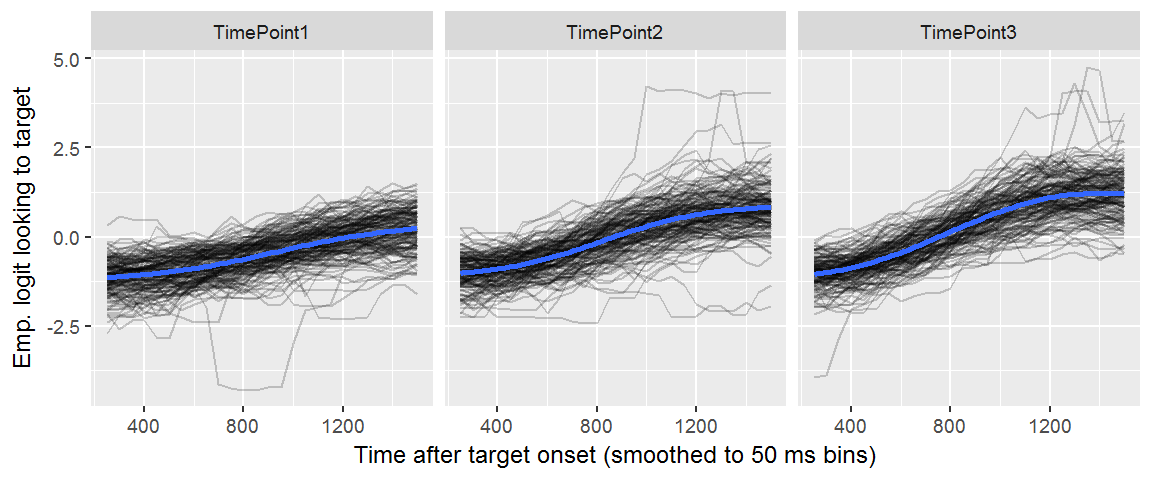 TimePoint1 TimePoint2 TimePoint3
Emp. logit looking to target
5.0
2.5
0.0
-2.5
400 800 1200 400 800 1200 400 800 1200
Time after target onset (smoothed to 50 ms bins)